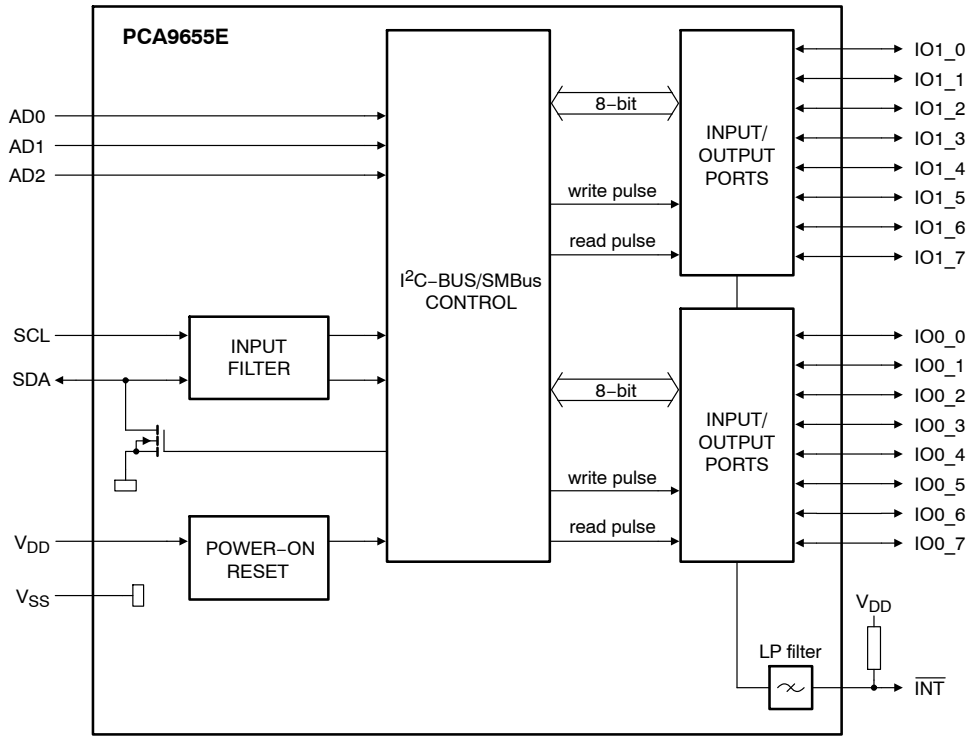 PCA9655E
AD0
AD1
AD2
SCL
SDA
VDD
VSS
INPUT
FILTER
POWER−ON
RESET
I²C−BUS/SMBus
CONTROL
8−bit
write pulse
read pulse
8−bit
write pulse
read pulse
INPUT/
OUTPUT
PORTS
INPUT/
OUTPUT
PORTS
IO1_0
IO1_1
IO1_2
IO1_3
IO1_4
IO1_5
IO1_6
IO1_7
IO0_0
IO0_1
IO0_2
IO0_3
IO0_4
IO0_5
IO0_6
IO0_7
VDD
LP filter
INT